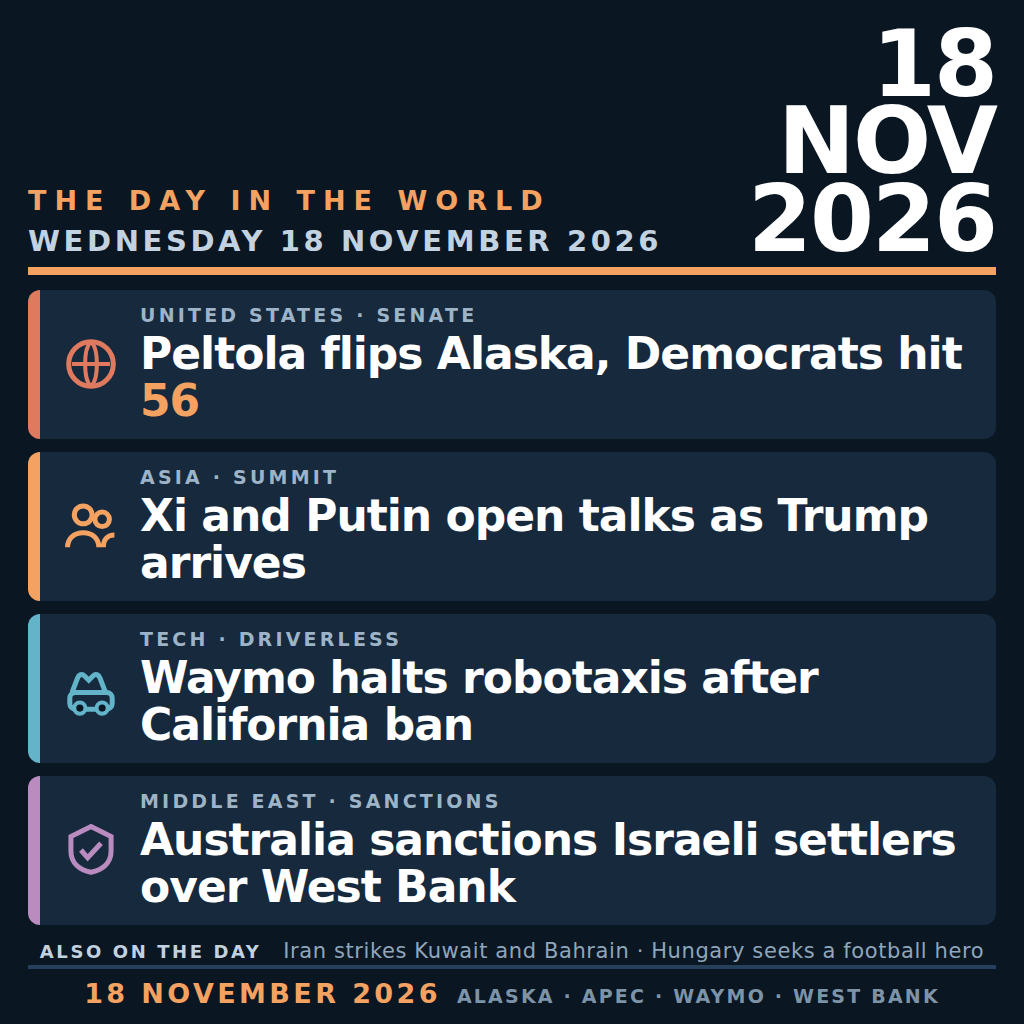 18
NOV
2026
THE DAY IN THE WORLD
WEDNESDAY 18 NOVEMBER 2026
UNITED STATES · SENATE
Peltola flips Alaska, Democrats hit
56
ASIA · SUMMIT
Xi and Putin open talks as Trump
arrives
TECH · DRIVERLESS
Waymo halts robotaxis after
California ban
MIDDLE EAST · SANCTIONS
Australia sanctions Israeli settlers
over West Bank
ALSO ON THE DAY Iran strikes Kuwait and Bahrain · Hungary seeks a football hero
18 NOVEMBER 2026 ALASKA · APEC · WAYMO · WEST BANK